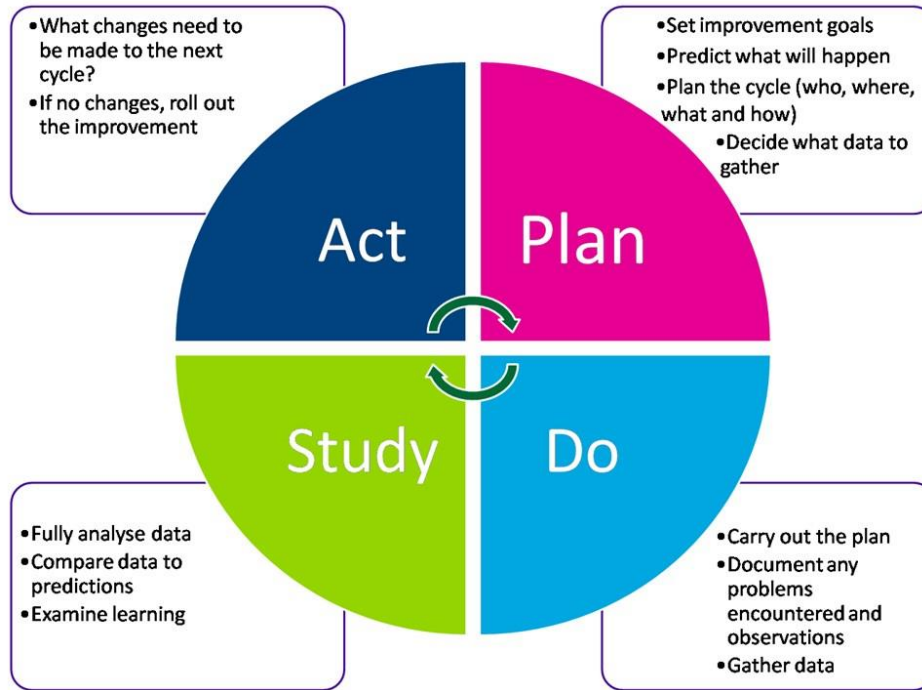 •What changes need to
be made to the next
cycle?
•If no changes, roll out
the improvement
•Set improvement goals
•Predict what will happen
•Plan the cycle (who, where,
what and how)
•Decide what data to
gather
Act
Plan
Study
Do
•Fully analyse data
•Compare data to
predictions
•Examine learning
•Carry out the plan
•Document any
problems
encountered and
observations
•Gather data